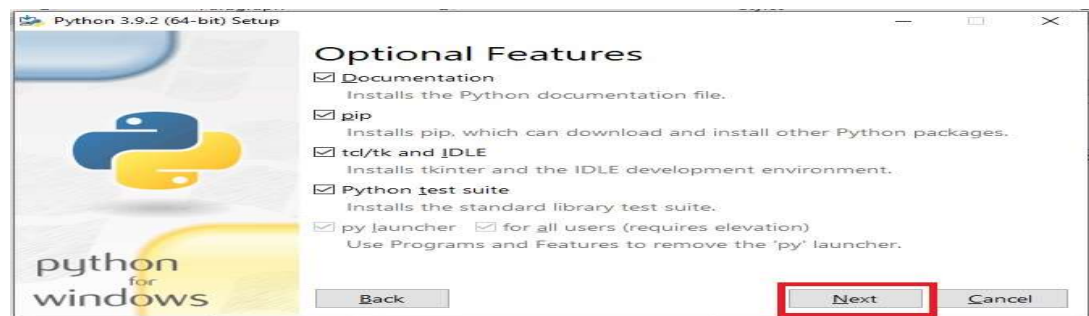 Python 3.9.2 (64-bit) Setup
Optional Features
Documentation
Installs the Python documentation file.
pip
Installs pip, which can download and install other Python packages.
tcl/tk and IDLE
Installs tkinter and the IDLE development environment.
Python test suite
Installs the standard library test suite.
py launcher for all users (requires elevation)
Use Programs and Features to remove the 'py' launcher.
python
for
windows
Back Next Cancel